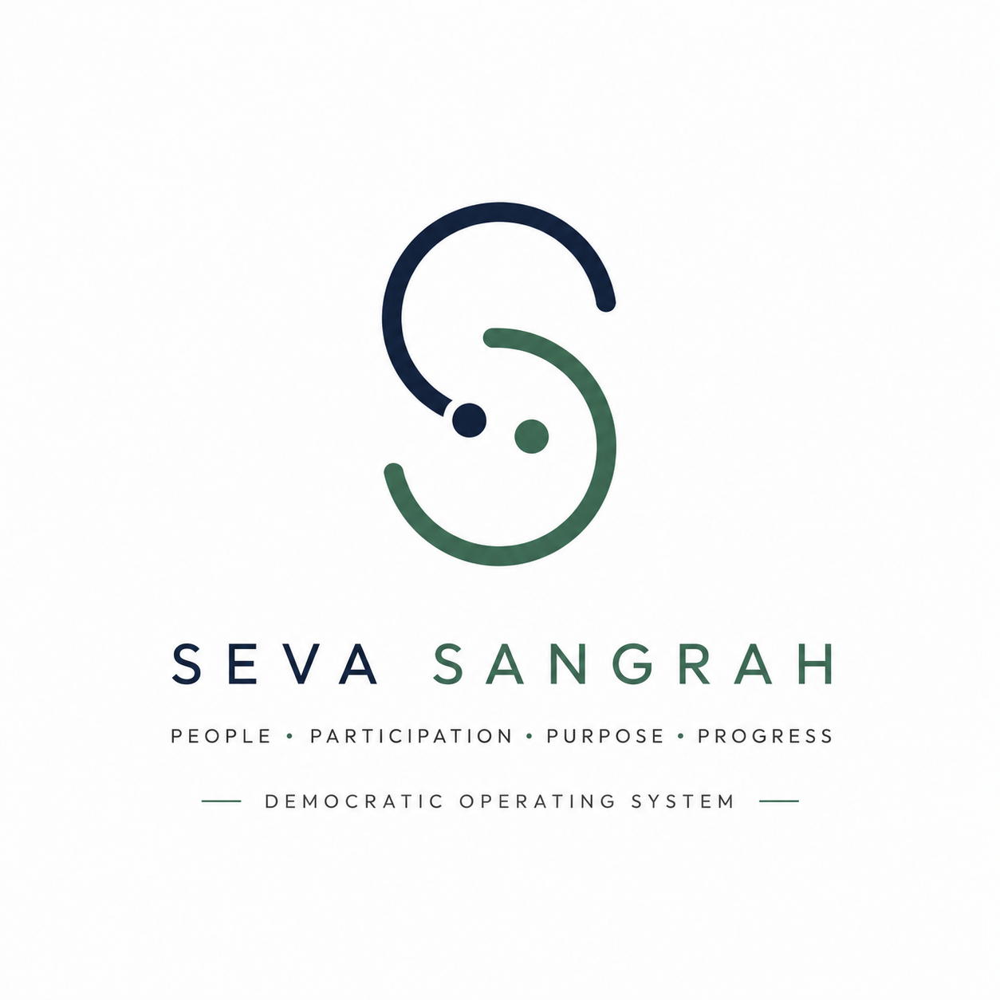 SEVA SANGRAH
PEOPLE • PARTICIPATION • PURPOSE • PROGRESS
DEMOCRATIC OPERATING SYSTEM